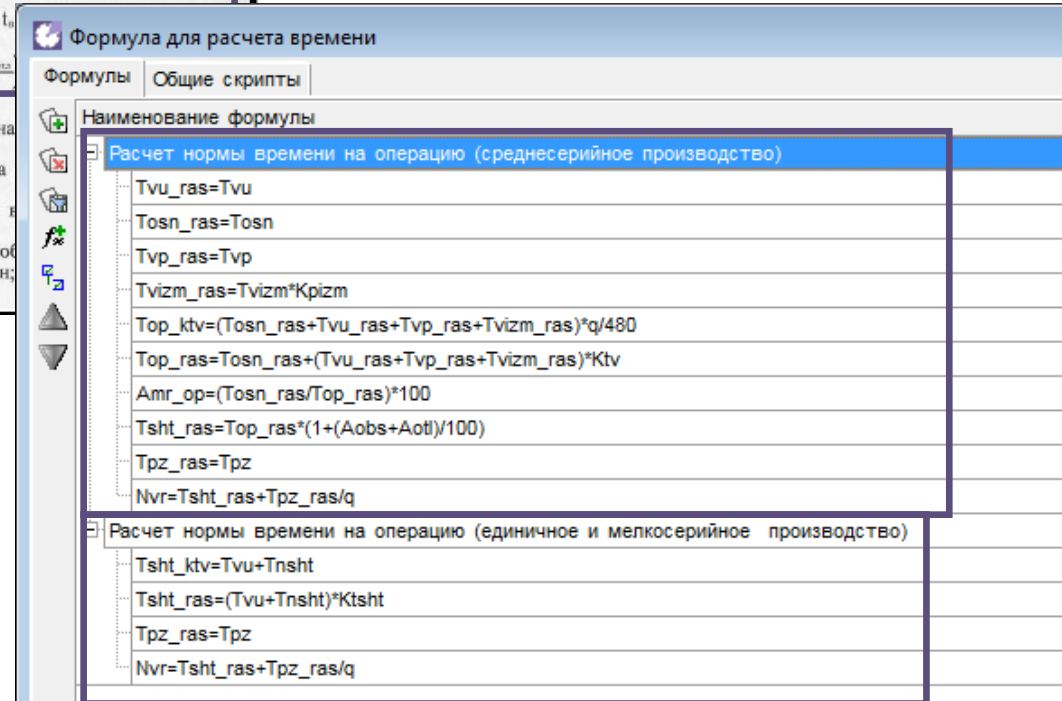 Формула для расчета времени
Формулы
Общие скрипты
Наименование формулы
Расчет нормы времени на операцию (среднесерийное производство)
Tvu_ras=Tvu
Tosn_ras=Tosn
Tvp_ras=Tvp
Tvizm_ras=Tvizm*Kpizm
Top_ktv=(Tosn_ras+Tvu_ras+Tvp_ras+Tvizm_ras)*q/480
Top_ras=Tosn_ras+(Tvu_ras+Tvp_ras+Tvizm_ras)*Ktv
Amr_op=(Tosn_ras/Top_ras)*100
Tsht_ras=Top_ras*(1+(Aobs+Aotl)/100)
Tpz_ras=Tpz
Nvr=Tsht_ras+Tpz_ras/q
Расчет нормы времени на операцию (единичное и мелкосерийное производство)
Tsht_ktv=Tvu+Tnsht
Tsht_ras=(Tvu+Tnsht)*Ktsht
Tpz_ras=Tpz
Nvr=Tsht_ras+Tpz_ras/q